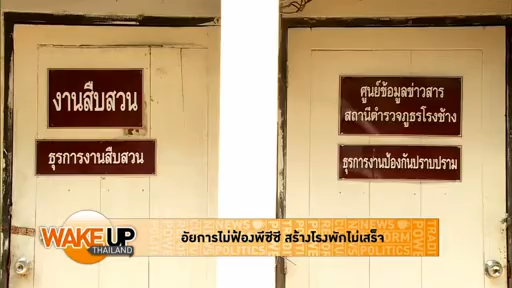 งานสืบสวน
ธุรการงานสืบสวน
ศูนย์ข้อมูลข่าวสาร
สถานีตำรวจภูธรโรงช้าง
ธุรการงานป้องกันปราบปราม
WAKE UP
THAILAND
อัยการไม่ฟ้องพีซีซี สร้างโรงพักไม่เสร็จ
NEWS
POLITICS